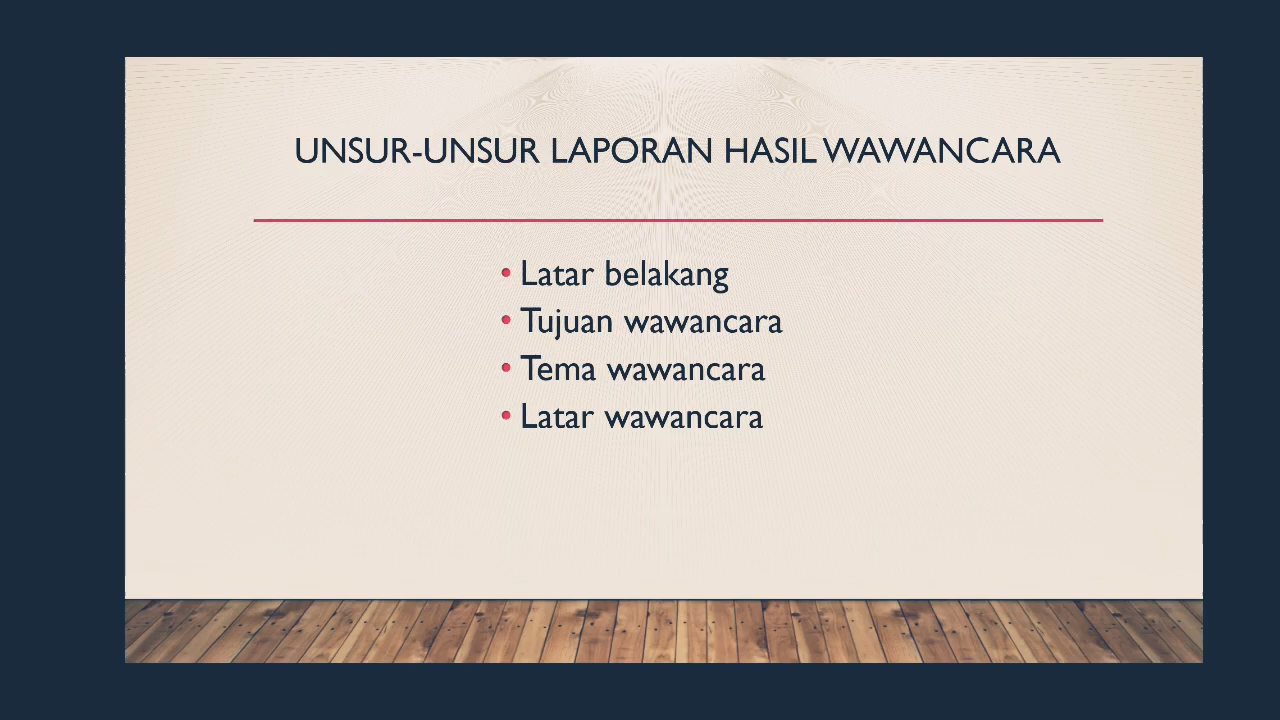 UNSUR-UNSUR LAPORAN HASIL WAWANCARA
• Latar belakang
• Tujuan wawancara
• Tema wawancara
• Latar wawancara